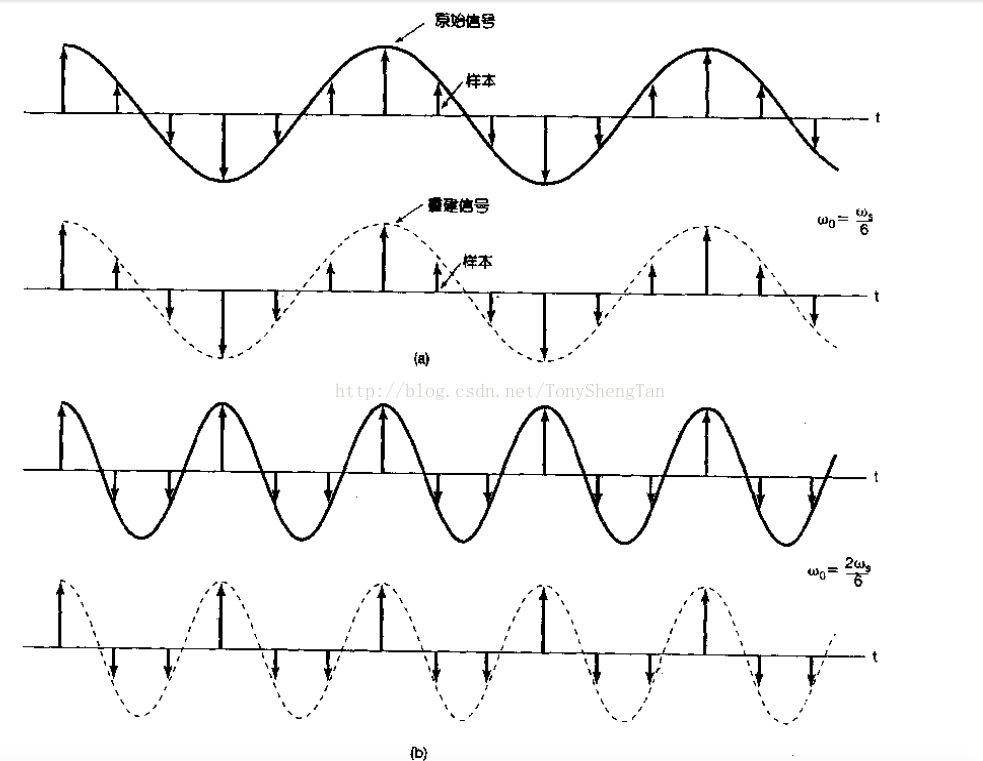 原始信号
样本
t
重建信号
ω₀ = ωs/6
样本
t
(a)
http://blog.csdn.net/TonyShengTan
t
ω₀ = 2ωs/6
t
(b)